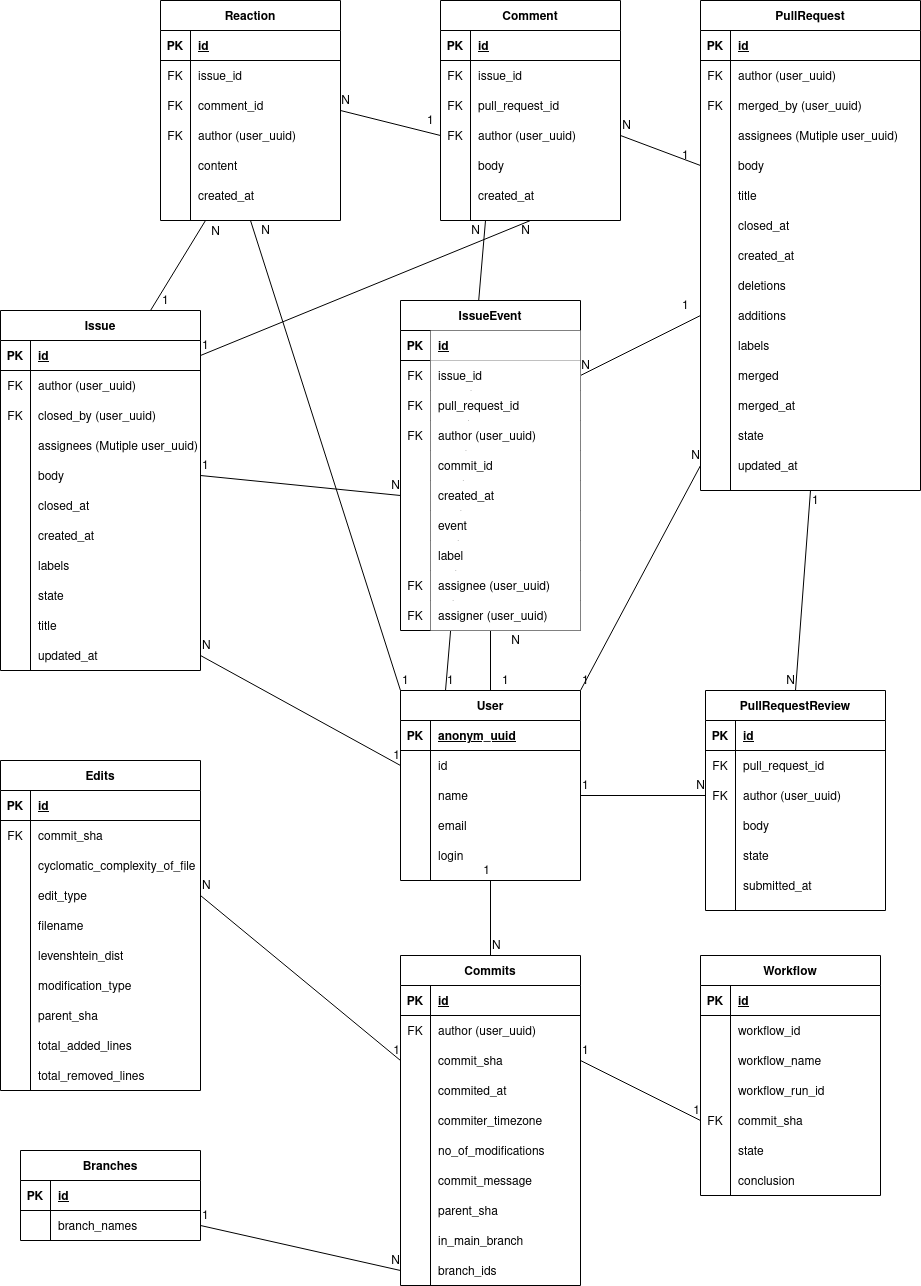 Reaction
PK id
FK issue_id
FK comment_id
FK author (user_uuid)
content
created_at
Comment
PK id
FK issue_id
FK pull_request_id
FK author (user_uuid)
body
created_at
PullRequest
PK id
FK author (user_uuid)
FK merged_by (user_uuid)
assignees (Mutiple user_uuid)
body
title
closed_at
created_at
deletions
additions
labels
merged
merged_at
state
updated_at
N
1
N
1
N
N
N
N
1
1
1
N
Issue
PK id
FK author (user_uuid)
FK closed_by (user_uuid)
assignees (Mutiple user_uuid)
body
closed_at
created_at
labels
state
title
updated_at
IssueEvent
PK id
FK issue_id
FK pull_request_id
FK author (user_uuid)
commit_id
created_at
event
label
FK assignee (user_uuid)
FK assigner (user_uuid)
1
N
N
1
N
N
1
1
1
1
1
N
User
PK anonym_uuid
id
name
email
login
PullRequestReview
PK id
FK pull_request_id
FK author (user_uuid)
body
state
submitted_at
1
1
N
1
N
Edits
PK id
FK commit_sha
cyclomatic_complexity_of_file
edit_type
filename
levenshtein_dist
modification_type
parent_sha
total_added_lines
total_removed_lines
N
1
Commits
PK id
FK author (user_uuid)
commit_sha
commited_at
commiter_timezone
no_of_modifications
commit_message
parent_sha
in_main_branch
branch_ids
1
1
Workflow
PK id
workflow_id
workflow_name
workflow_run_id
FK commit_sha
state
conclusion
Branches
PK id
branch_names
1
N